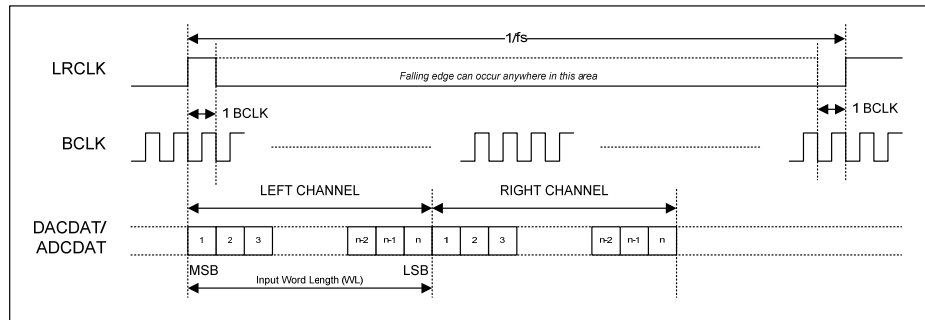 1/fs
LRCLK
Falling edge can occur anywhere in this area
1 BCLK
1 BCLK
BCLK
LEFT CHANNEL
RIGHT CHANNEL
DACDAT/
ADCDAT
1 2 3 n-2 n-1 n 1 2 3 n-2 n-1 n
MSB LSB
Input Word Length (WL)